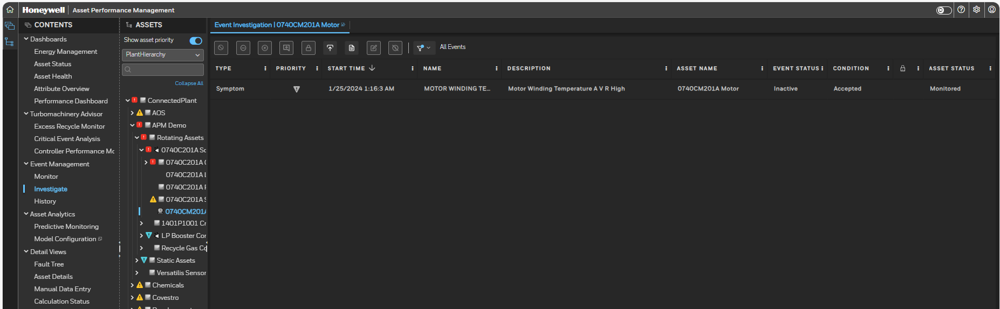 Honeywell Asset Performance Management
CONTENTS
Dashboards
Energy Management
Asset Status
Asset Health
Attribute Overview
Performance Dashboard
Turbomachinery Advisor
Excess Recycle Monitor
Critical Event Analysis
Controller Performance Mc
Event Management
Monitor
Investigate
History
Asset Analytics
Predictive Monitoring
Model Configuration
Detail Views
Fault Tree
Asset Details
Manual Data Entry
Calculation Status
ASSETS
Show asset priority
PlantHierarchy
Collapse All
ConnectedPlant
AOS
APM Demo
Rotating Assets
0740C201A Sc
0740C201A
0740C201A
0740C201A
0740C201A S
0740CM201A
1401P1001 Cr
LP Booster Cor
Recycle Gas Co
Static Assets
Versatilis Sensor
Chemicals
Covestro
Event Investigation | 0740CM201A Motor
All Events
TYPE PRIORITY START TIME NAME DESCRIPTION ASSET NAME EVENT STATUS CONDITION ASSET STATUS
Symptom 1/25/2024 1:16:3 AM MOTOR WINDING TE... Motor Winding Temperature A V R High 0740CM201A Motor Inactive Accepted Monitored